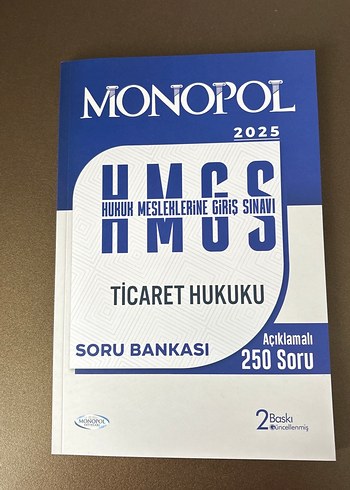 MONOPOL
2025
HMGS
HUKUK MESLEKLERİNE GİRİŞ SINAVI
TİCARET HUKUKU
SORU BANKASI
Açıklamalı
250 Soru
2 Baskı
Güncellenmiş
MONOPOL